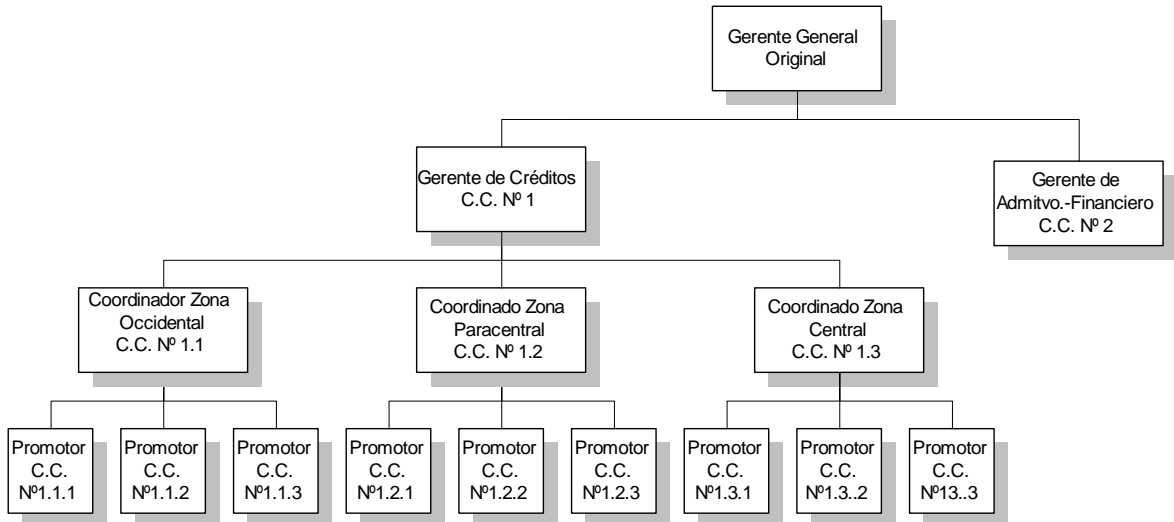 Gerente General
Original
Gerente de Créditos
C.C. Nº 1
Gerente de
Admitvo.-Financiero
C.C. Nº 2
Coordinador Zona
Occidental
C.C. Nº 1.1
Coordinado Zona
Paracentral
C.C. Nº 1.2
Coordinado Zona
Central
C.C. Nº 1.3
Promotor
C.C.
Nº1.1.1
Promotor
C.C.
Nº1.1.2
Promotor
C.C.
Nº1.1.3
Promotor
C.C.
Nº1.2.1
Promotor
C.C.
Nº1.2.2
Promotor
C.C.
Nº1.2.3
Promotor
C.C.
Nº1.3.1
Promotor
C.C.
Nº1.3..2
Promotor
C.C.
Nº13..3